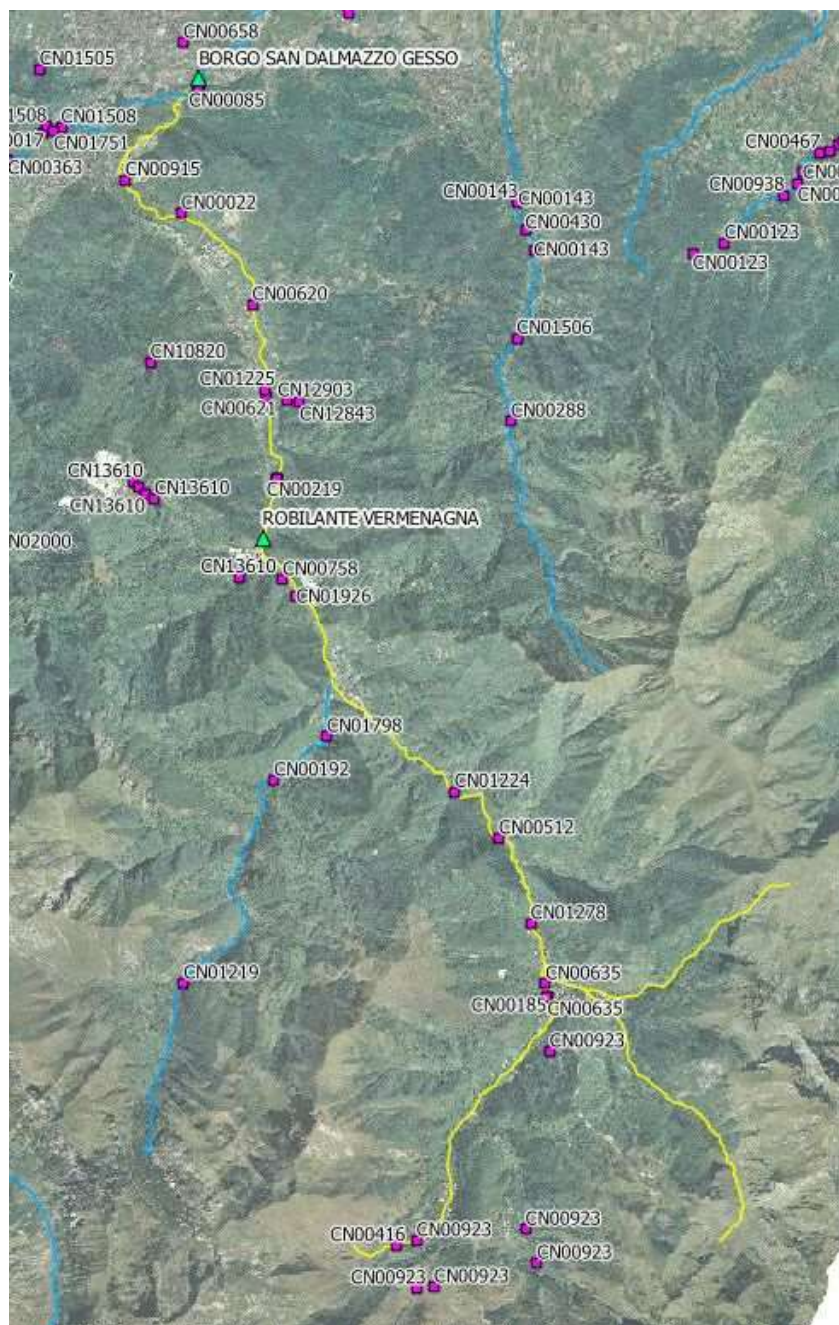 CN00658
BORGO SAN DALMAZZO GESSO
CN01505
CN00085
1508
CN01508
0017
CN01751
CN00467
CN00363
CN00915
CN00938
CN00
CN00022
CN00143
CN00143
CN00430
CN00123
CN00143
CN00123
CN00620
CN01506
CN10820
CN01225
CN12903
CN00621
CN12843
CN00288
CN13610
CN00219
CN13610
CN13610
ROBILANTE VERMENAGNA
N02000
CN13610
CN00758
CN01926
CN01798
CN00192
CN01224
CN00512
CN01278
CN01219
CN00635
CN00185
CN00635
CN00923
CN00416
CN00923
CN00923
CN00923
CN00923
CN00923